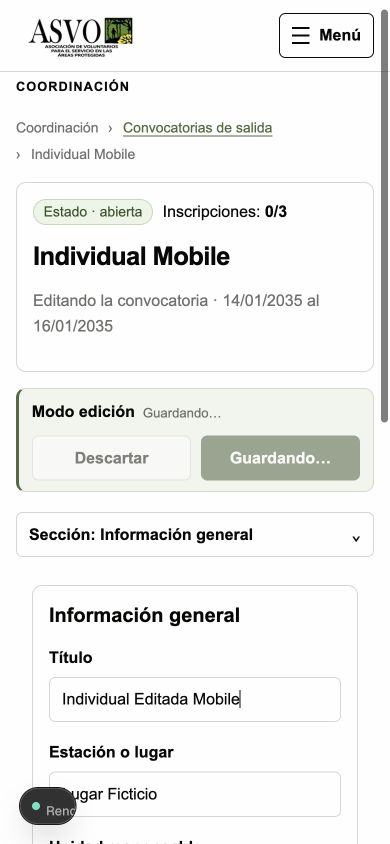 ASVO
ASOCIACIÓN DE VOLUNTARIOS
PARA EL SERVICIO EN LAS
ÁREAS PROTEGIDAS
Menú
COORDINACIÓN
Coordinación › Convocatorias de salida
› Individual Mobile
Estado · abierta Inscripciones: 0/3
Individual Mobile
Editando la convocatoria · 14/01/2035 al
16/01/2035
Modo edición Guardando…
Descartar Guardando…
Sección: Información general
Información general
Título
Individual Editada Mobile
Estación o lugar
Lugar Ficticio